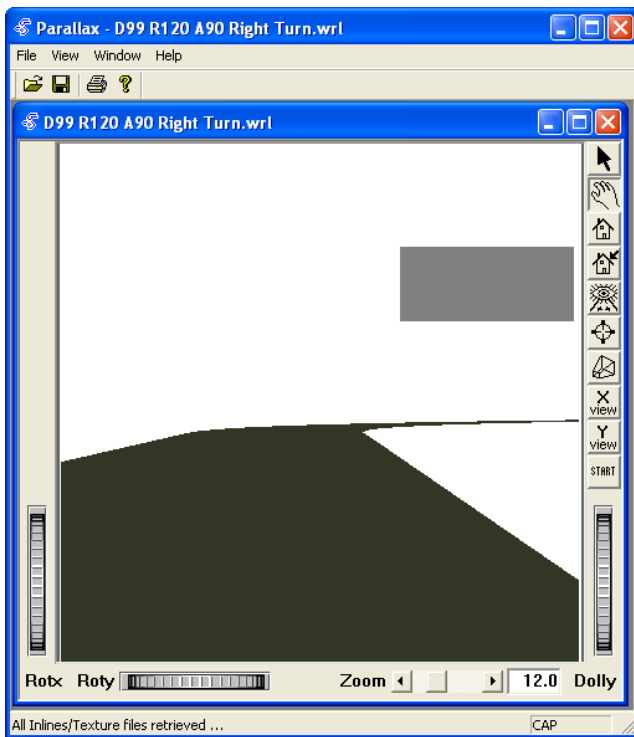 Parallax - D99 R120 A90 Right Turn.wrl
File View Window Help
D99 R120 A90 Right Turn.wrl
X
view
Y
view
START
Rotx Roty Zoom 12.0 Dolly
All Inlines/Texture files retrieved ... CAP